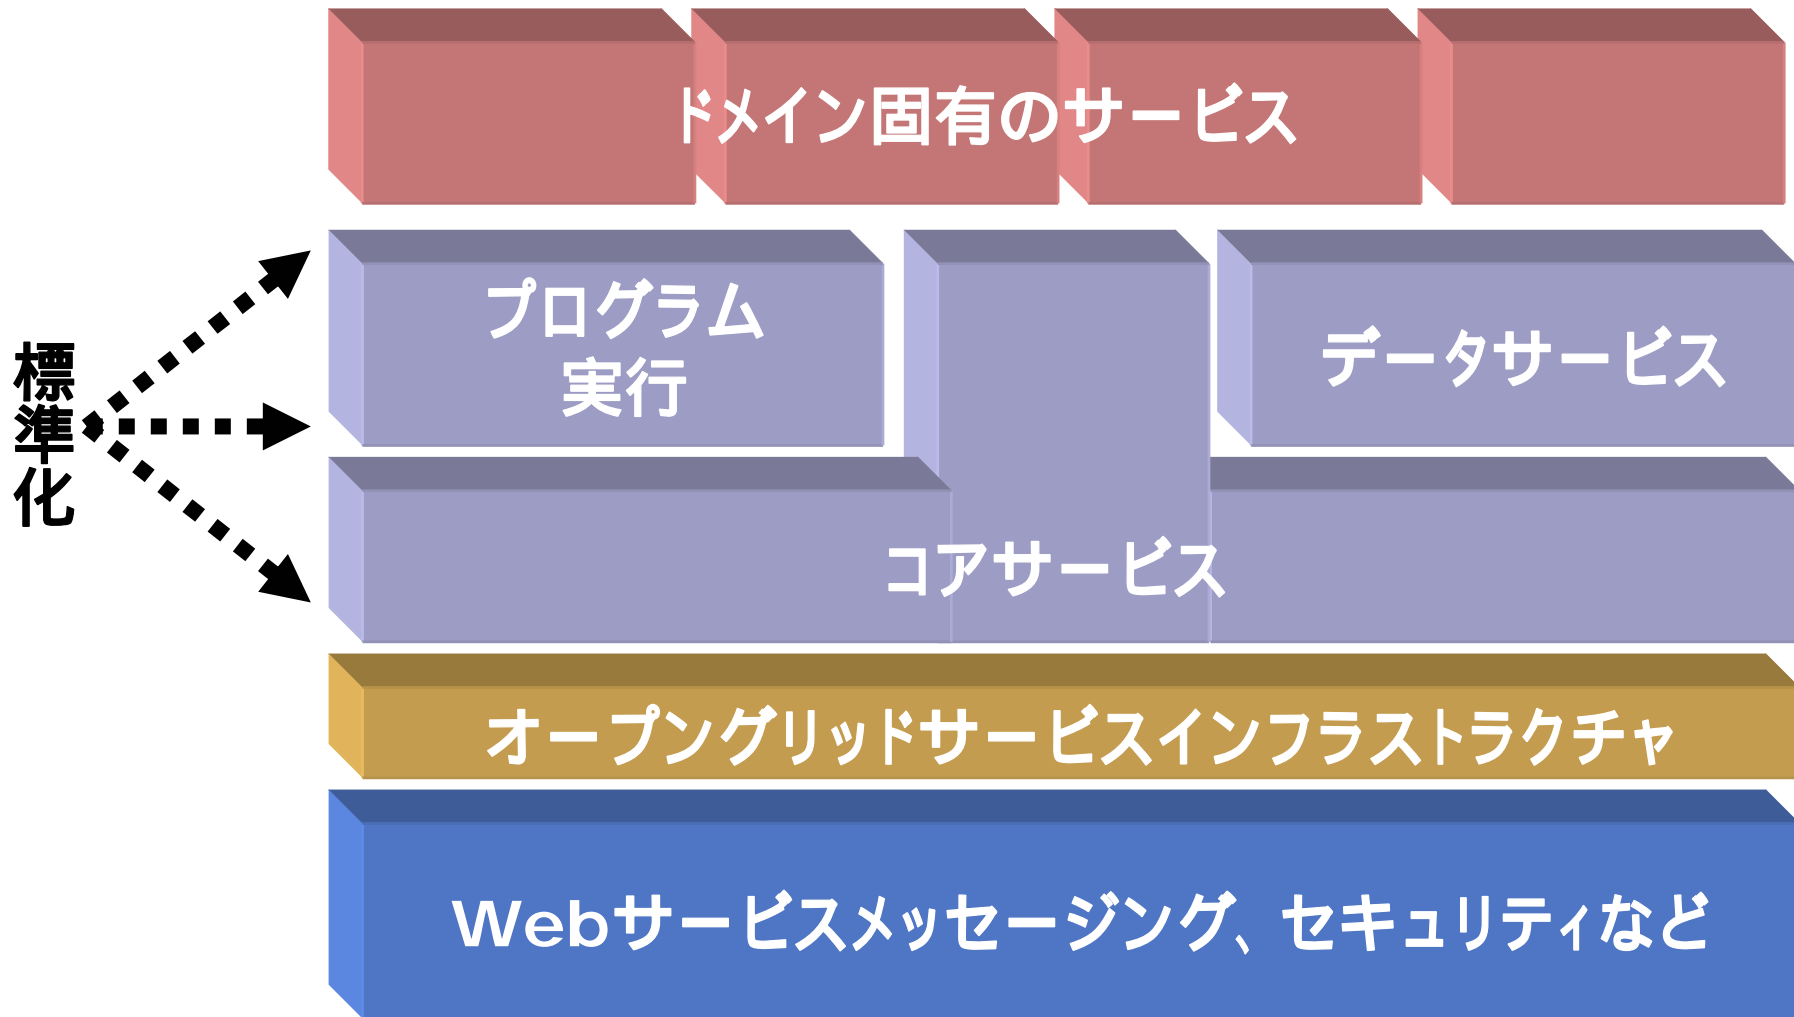 ドメイン固有のサービス
標準化
プログラム
実行
データサービス
コアサービス
オープングリッドサービスインフラストラクチャ
Webサービスメッセージング、セキュリティなど